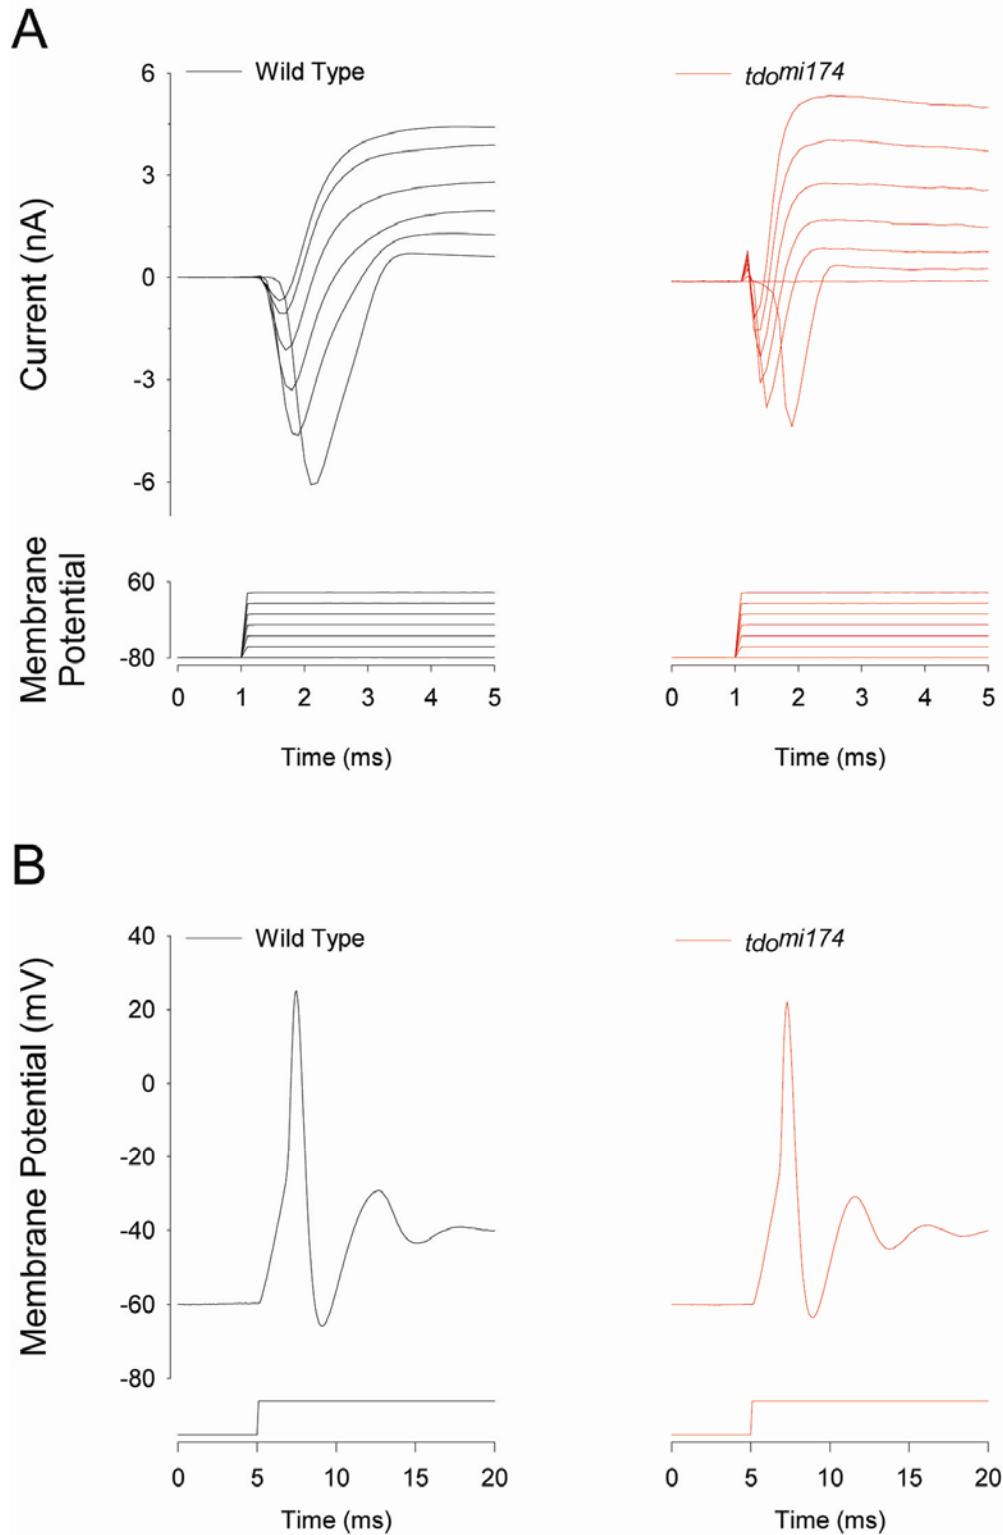 A
Wild Type
tdomi174
Current (nA)
6
3
0
-3
-6
Membrane
Potential
60
-80
0 1 2 3 4 5
0 1 2 3 4 5
Time (ms)
Time (ms)
B
Wild Type
tdomi174
Membrane Potential (mV)
40
20
0
-20
-40
-60
-80
0 5 10 15 20
0 5 10 15 20
Time (ms)
Time (ms)